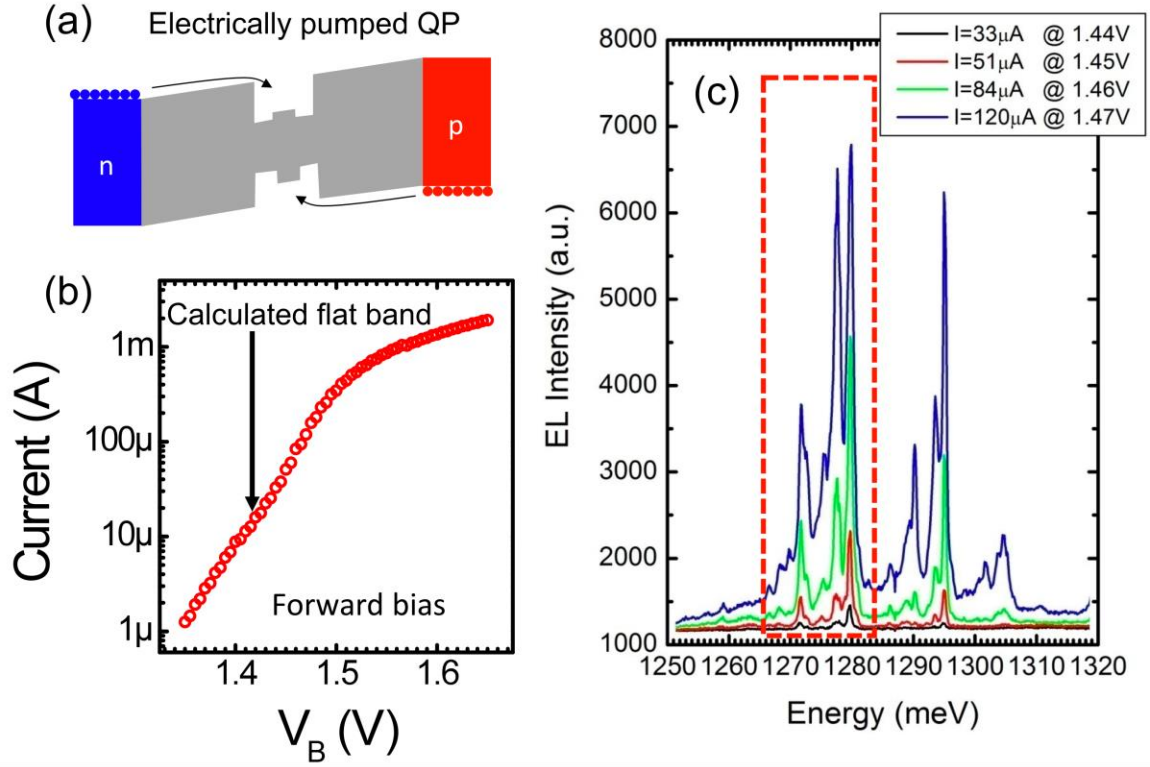 (a) Electrically pumped QP
n
p
(b)
Calculated flat band
Forward bias
Current (A)
1m
100µ
10µ
1µ
1.4 1.5 1.6
V_B (V)
(c)
I=33µA @ 1.44V
I=51µA @ 1.45V
I=84µA @ 1.46V
I=120µA @ 1.47V
EL Intensity (a.u.)
8000
7000
6000
5000
4000
3000
2000
1000
1250 1260 1270 1280 1290 1300 1310 1320
Energy (meV)